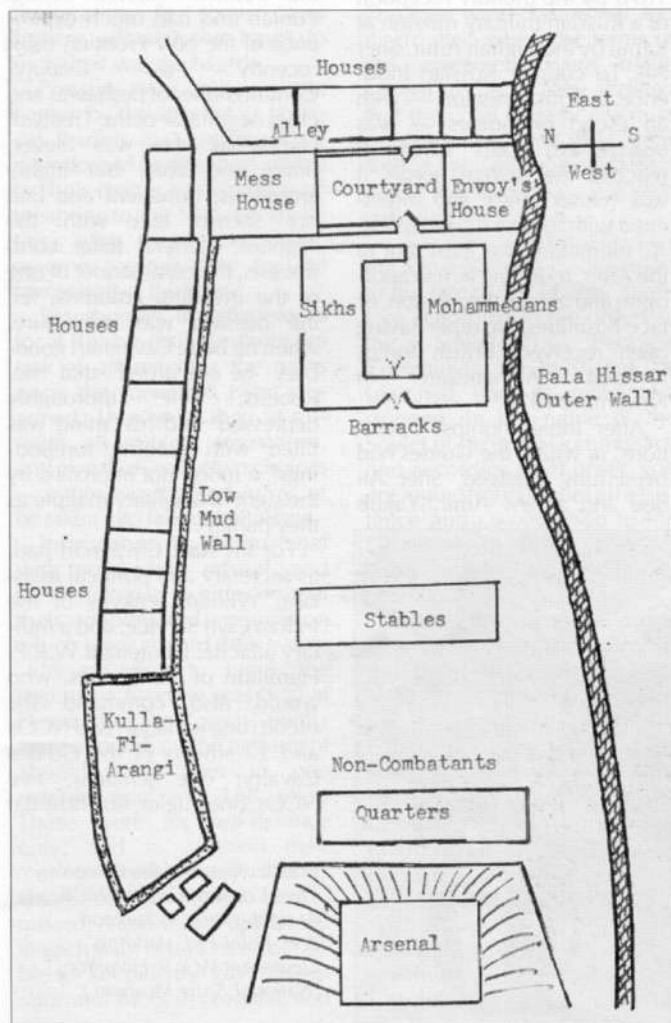 Houses
East
Alley
N S
West
Mess
House
Courtyard
Envoy's
House
Sikhs
Mohammedans
Houses
Bala Hissar
Outer Wall
Barracks
Low
Mud
Wall
Houses
Stables
Kulla-
Fi-
Arangi
Non-Combatants
Quarters
Arsenal